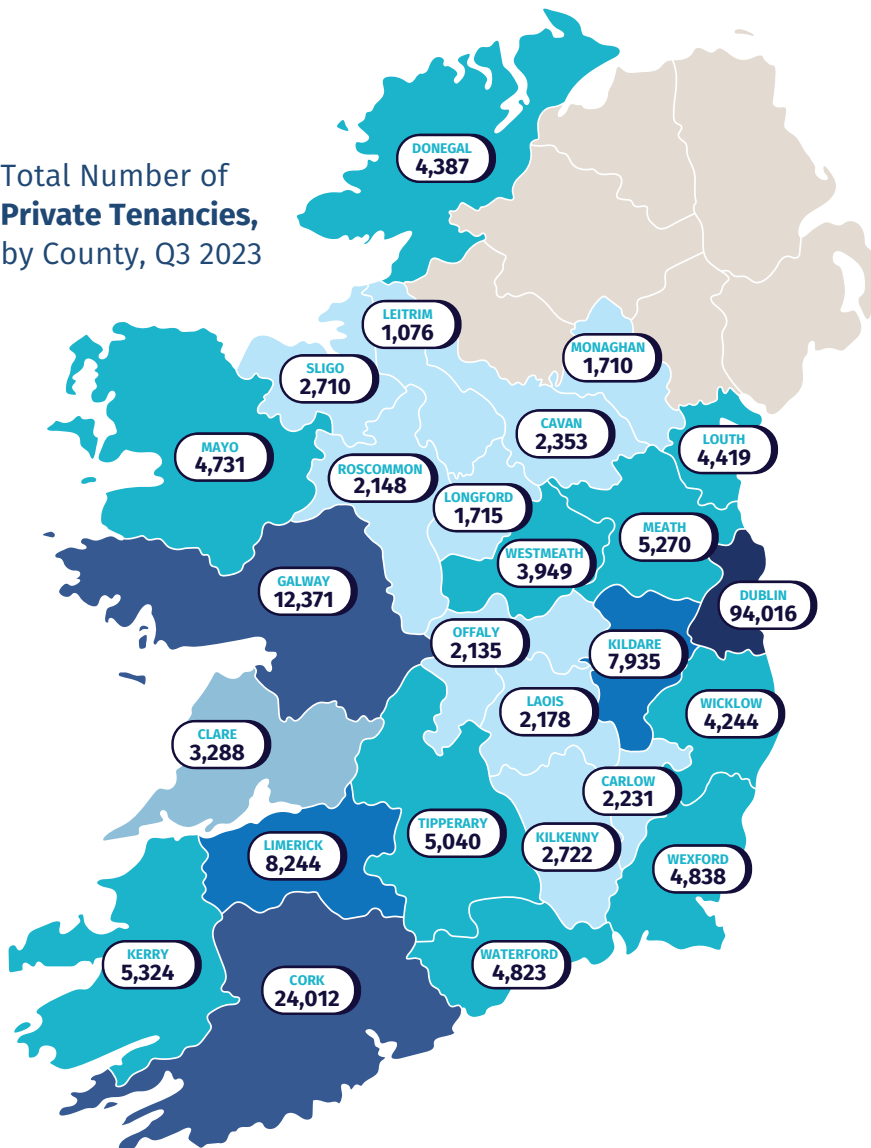 Total Number of
Private Tenancies,
by County, Q3 2023
DONEGAL
4,387
LEITRIM
1,076
MONAGHAN
1,710
SLIGO
2,710
CAVAN
2,353
LOUTH
4,419
MAYO
4,731
ROSCOMMON
2,148
LONGFORD
1,715
MEATH
5,270
WESTMEATH
3,949
GALWAY
12,371
DUBLIN
94,016
OFFALY
2,135
KILDARE
7,935
LAOIS
2,178
WICKLOW
4,244
CLARE
3,288
CARLOW
2,231
TIPPERARY
5,040
KILKENNY
2,722
LIMERICK
8,244
WEXFORD
4,838
KERRY
5,324
WATERFORD
4,823
CORK
24,012